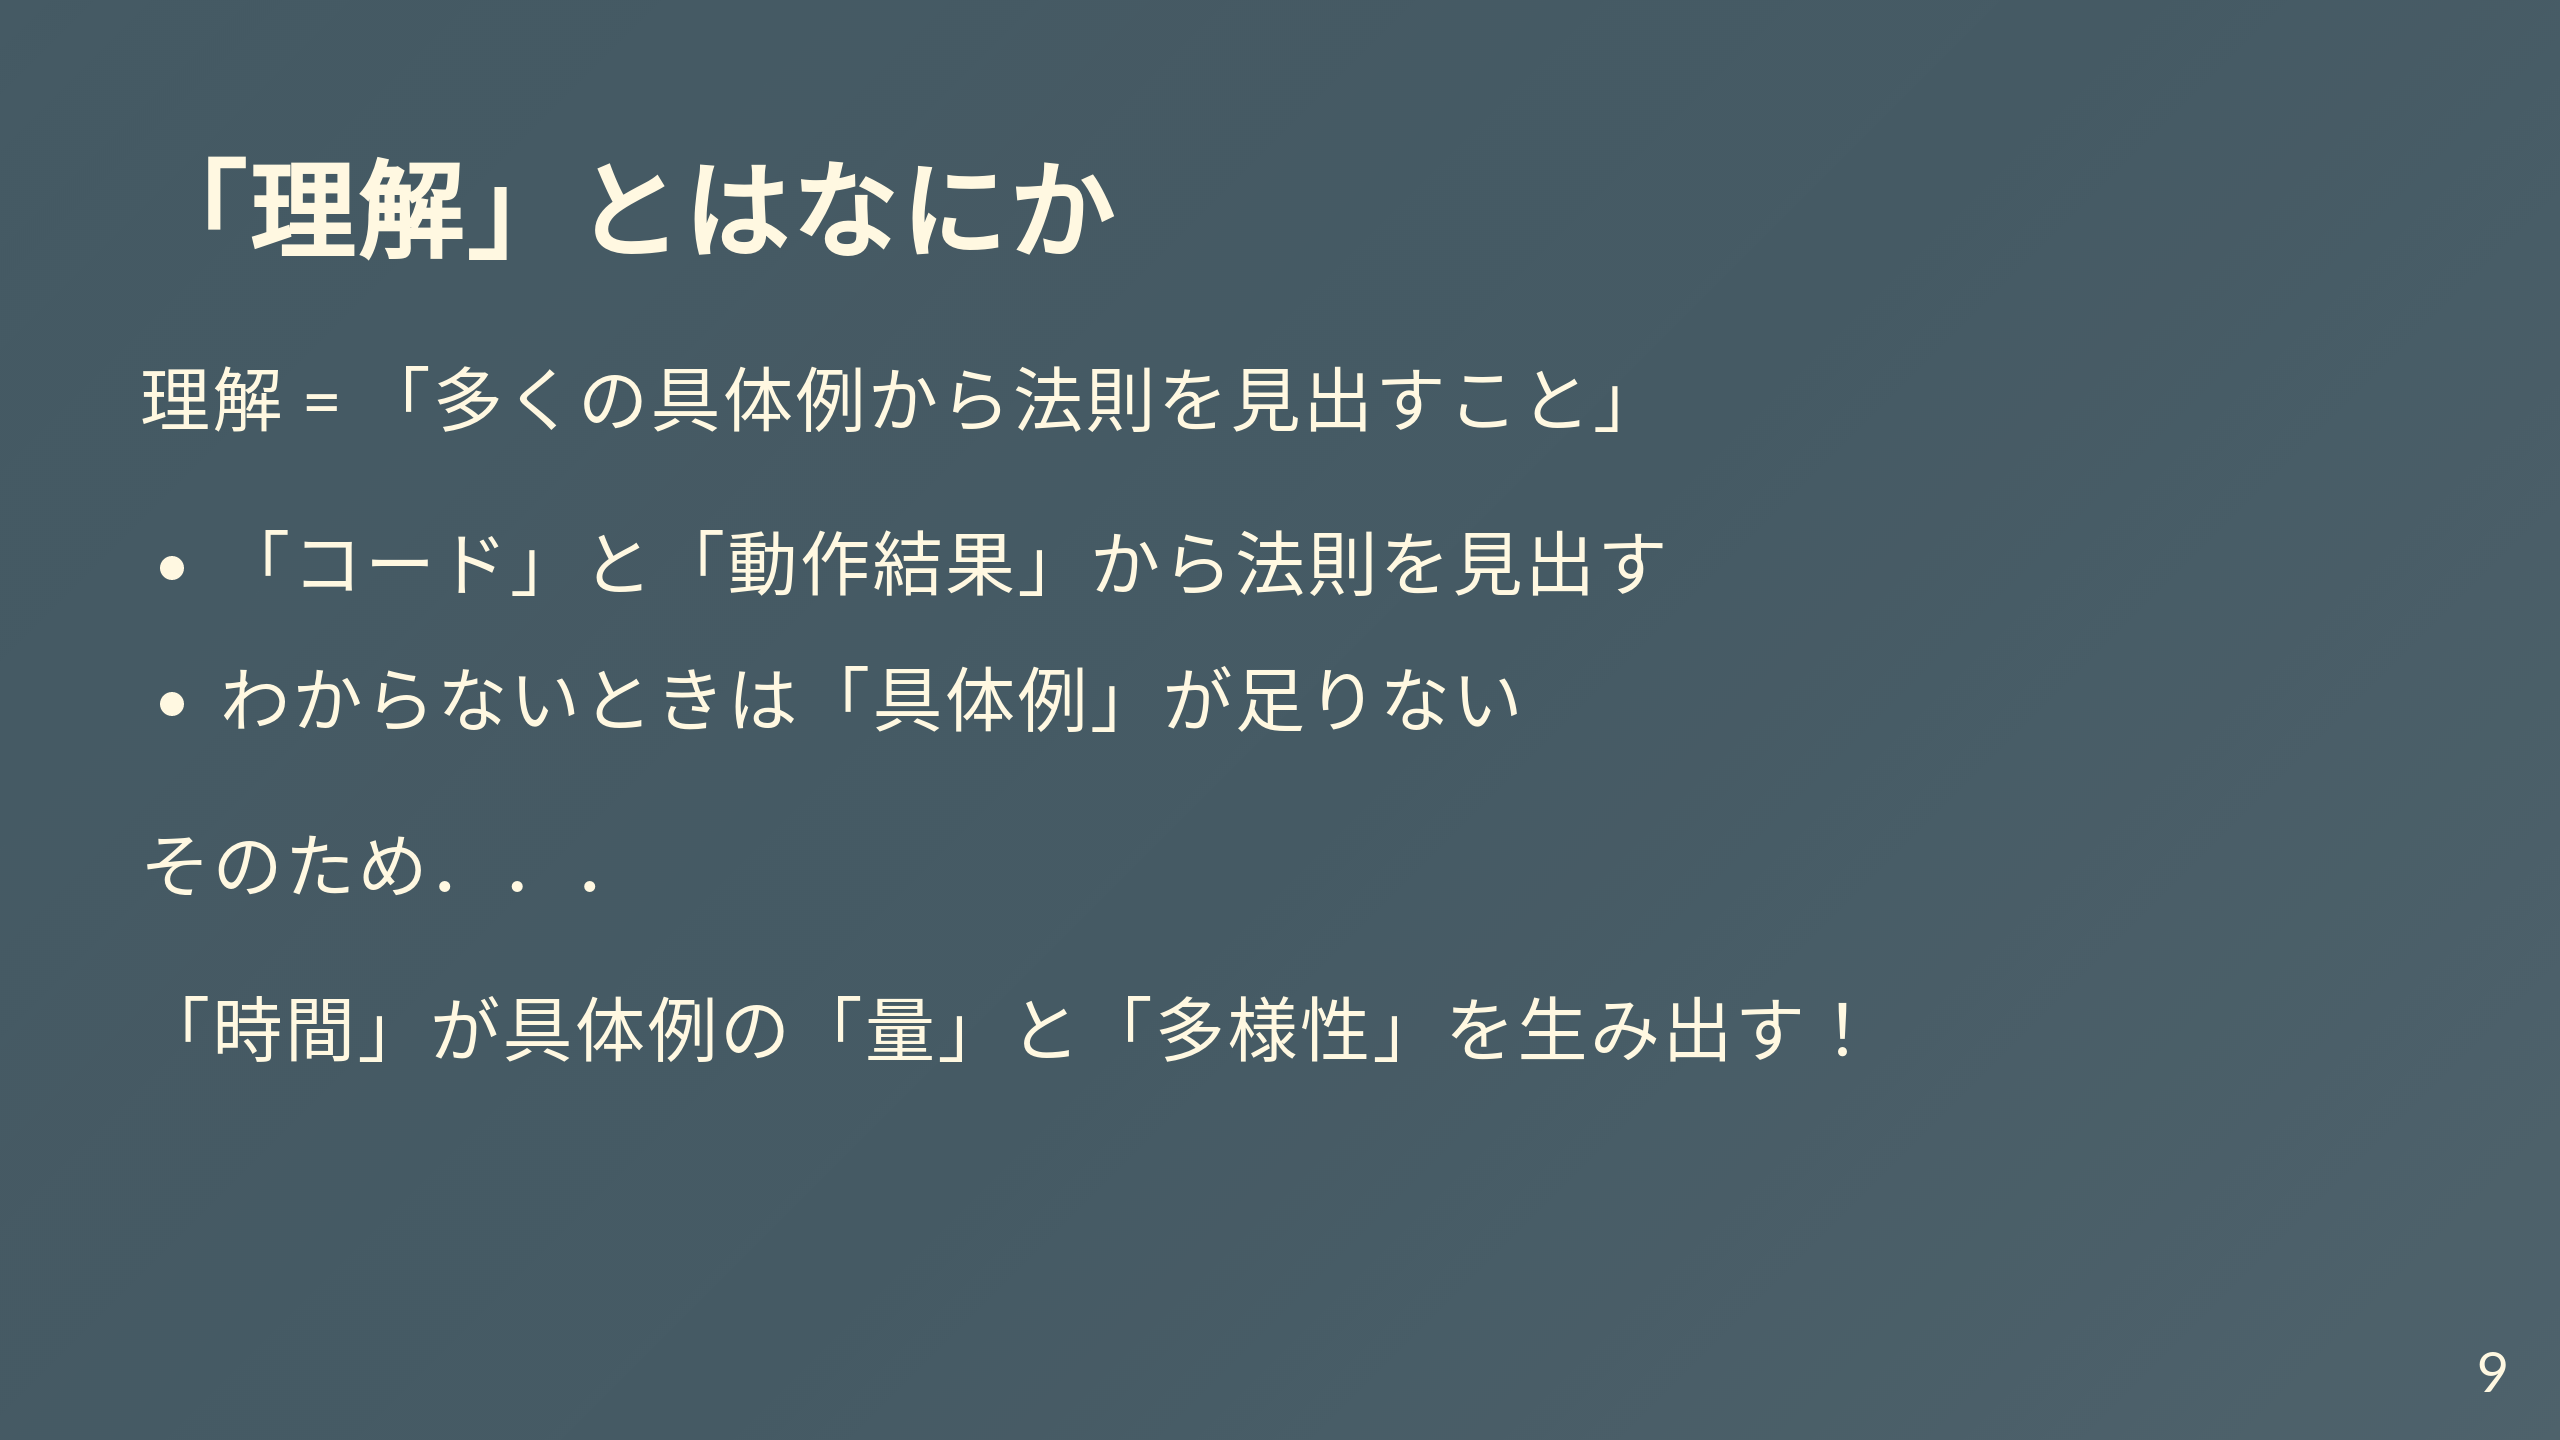 「理解」とはなにか
理解 = 「多くの具体例から法則を見出すこと」
• 「コード」と「動作結果」から法則を見出す
• わからないときは「具体例」が足りない
そのため．．．
「時間」が具体例の「量」と「多様性」を生み出す！
9